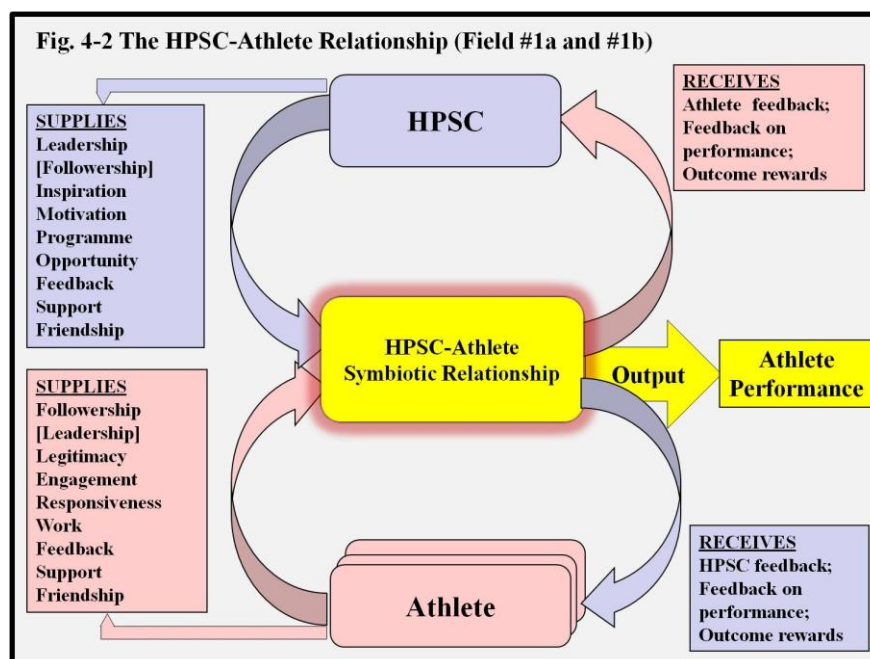 Fig. 4-2 The HPSC-Athlete Relationship (Field #1a and #1b)
SUPPLIES
Leadership
[Followership]
Inspiration
Motivation
Programme
Opportunity
Feedback
Support
Friendship
HPSC
RECEIVES
Athlete feedback;
Feedback on
performance;
Outcome rewards
HPSC-Athlete
Symbiotic Relationship
Output
Athlete
Performance
SUPPLIES
Followership
[Leadership]
Legitimacy
Engagement
Responsiveness
Work
Feedback
Support
Friendship
Athlete
RECEIVES
HPSC feedback;
Feedback on
performance;
Outcome rewards